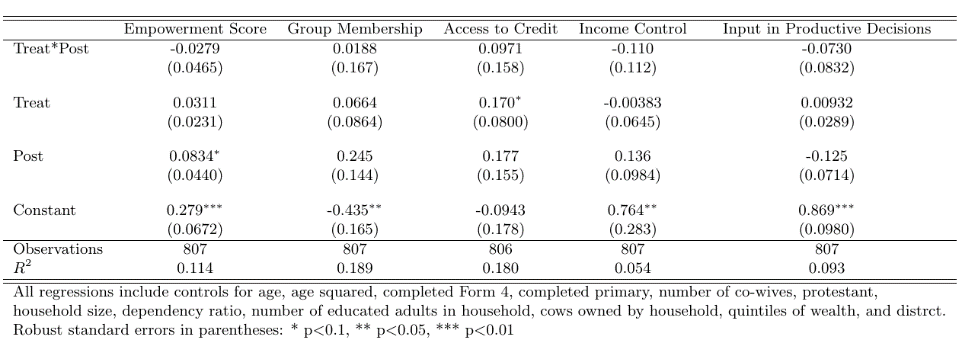 Empowerment Score Group Membership Access to Credit Income Control Input in Productive Decisions
Treat*Post -0.0279 0.0188 0.0971 -0.110 -0.0730
(0.0465) (0.167) (0.158) (0.112) (0.0832)
Treat 0.0311 0.0664 0.170* -0.00383 0.00932
(0.0231) (0.0864) (0.0800) (0.0645) (0.0289)
Post 0.0834* 0.245 0.177 0.136 -0.125
(0.0440) (0.144) (0.155) (0.0984) (0.0714)
Constant 0.279*** -0.435** -0.0943 0.764** 0.869***
(0.0672) (0.165) (0.178) (0.283) (0.0980)
Observations 807 807 806 807 807
R² 0.114 0.189 0.180 0.054 0.093
All regressions include controls for age, age squared, completed Form 4, completed primary, number of co-wives, protestant,
household size, dependency ratio, number of educated adults in household, cows owned by household, quintiles of wealth, and distrct.
Robust standard errors in parentheses: * p<0.1, ** p<0.05, *** p<0.01